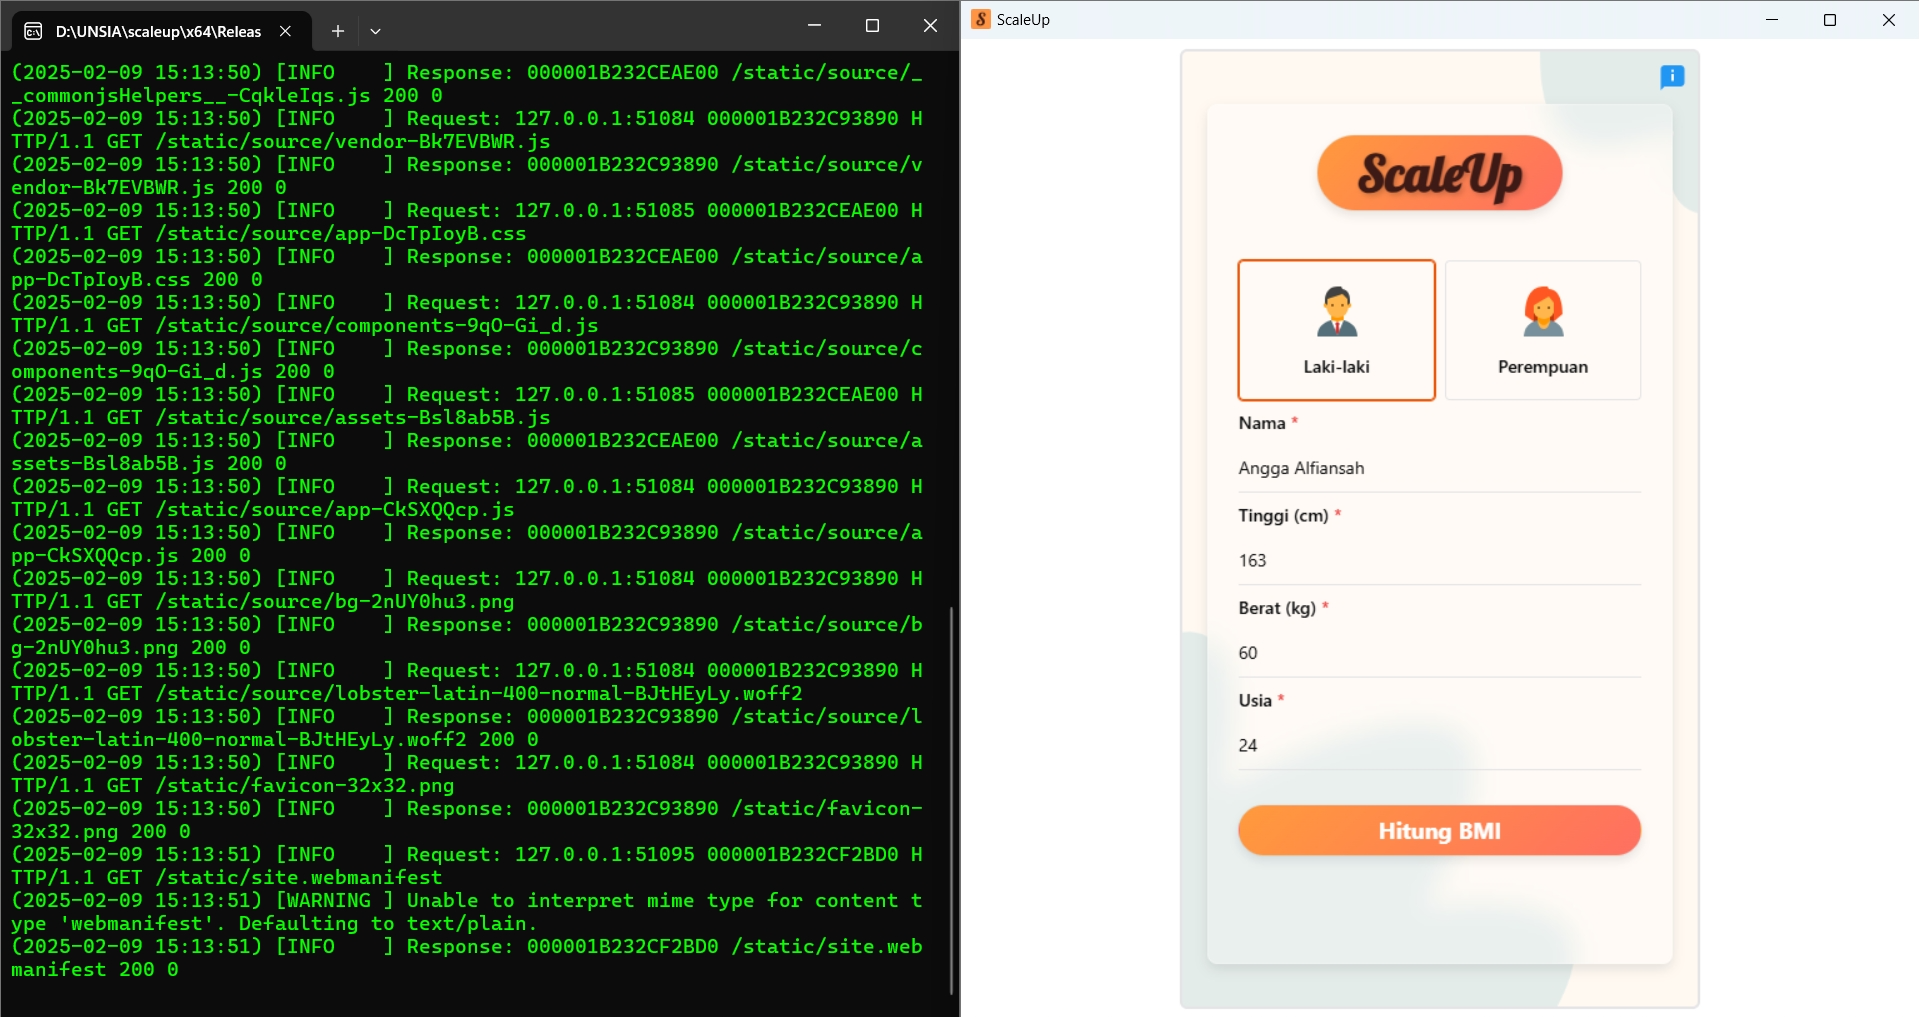 D:\UNSIA\scaleup\x64\Releas
(2025-02-09 15:13:50) [INFO    ] Response: 000001B232CEAE00 /static/source/_
_commonjsHelpers__-CqkleIqs.js 200 0
(2025-02-09 15:13:50) [INFO    ] Request: 127.0.0.1:51084 000001B232C93890 H
TTP/1.1 GET /static/source/vendor-Bk7EVBWR.js
(2025-02-09 15:13:50) [INFO    ] Response: 000001B232C93890 /static/source/v
endor-Bk7EVBWR.js 200 0
(2025-02-09 15:13:50) [INFO    ] Request: 127.0.0.1:51085 000001B232CEAE00 H
TTP/1.1 GET /static/source/app-DcTpIoyB.css
(2025-02-09 15:13:50) [INFO    ] Response: 000001B232CEAE00 /static/source/a
pp-DcTpIoyB.css 200 0
(2025-02-09 15:13:50) [INFO    ] Request: 127.0.0.1:51084 000001B232C93890 H
TTP/1.1 GET /static/source/components-9qO-Gi_d.js
(2025-02-09 15:13:50) [INFO    ] Response: 000001B232C93890 /static/source/c
omponents-9qO-Gi_d.js 200 0
(2025-02-09 15:13:50) [INFO    ] Request: 127.0.0.1:51085 000001B232CEAE00 H
TTP/1.1 GET /static/source/assets-Bsl8ab5B.js
(2025-02-09 15:13:50) [INFO    ] Response: 000001B232CEAE00 /static/source/a
ssets-Bsl8ab5B.js 200 0
(2025-02-09 15:13:50) [INFO    ] Request: 127.0.0.1:51084 000001B232C93890 H
TTP/1.1 GET /static/source/app-CkSXQQcp.js
(2025-02-09 15:13:50) [INFO    ] Response: 000001B232C93890 /static/source/a
pp-CkSXQQcp.js 200 0
(2025-02-09 15:13:50) [INFO    ] Request: 127.0.0.1:51084 000001B232C93890 H
TTP/1.1 GET /static/source/bg-2nUY0hu3.png
(2025-02-09 15:13:50) [INFO    ] Response: 000001B232C93890 /static/source/b
g-2nUY0hu3.png 200 0
(2025-02-09 15:13:50) [INFO    ] Request: 127.0.0.1:51084 000001B232C93890 H
TTP/1.1 GET /static/source/lobster-latin-400-normal-BJtHEyLy.woff2
(2025-02-09 15:13:50) [INFO    ] Response: 000001B232C93890 /static/source/l
obster-latin-400-normal-BJtHEyLy.woff2 200 0
(2025-02-09 15:13:50) [INFO    ] Request: 127.0.0.1:51084 000001B232C93890 H
TTP/1.1 GET /static/favicon-32x32.png
(2025-02-09 15:13:50) [INFO    ] Response: 000001B232C93890 /static/favicon-
32x32.png 200 0
(2025-02-09 15:13:51) [INFO    ] Request: 127.0.0.1:51095 000001B232CF2BD0 H
TTP/1.1 GET /static/site.webmanifest
(2025-02-09 15:13:51) [WARNING ] Unable to interpret mime type for content t
ype 'webmanifest'. Defaulting to text/plain.
(2025-02-09 15:13:51) [INFO    ] Response: 000001B232CF2BD0 /static/site.web
manifest 200 0
S ScaleUp
ScaleUp
Laki-laki
Perempuan
Nama *
Angga Alfiansah
Tinggi (cm) *
163
Berat (kg) *
60
Usia *
24
Hitung BMI